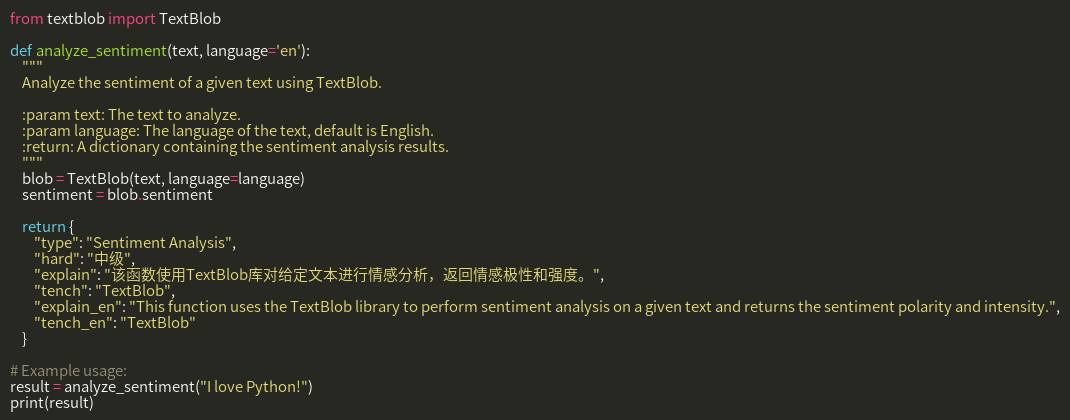 from textblob import TextBlob
def analyze_sentiment(text, language='en'):
"""
Analyze the sentiment of a given text using TextBlob.
:param text: The text to analyze.
:param language: The language of the text, default is English.
:return: A dictionary containing the sentiment analysis results.
"""
blob = TextBlob(text, language=language)
sentiment = blob.sentiment
return {
"type": "Sentiment Analysis",
"hard": "中级",
"explain": "该函数使用TextBlob库对给定文本进行情感分析，返回情感极性和强度。",
"tench": "TextBlob",
"explain_en": "This function uses the TextBlob library to perform sentiment analysis on a given text and returns the sentiment polarity and intensity.",
"tench_en": "TextBlob"
}
# Example usage:
result = analyze_sentiment("I love Python!")
print(result)